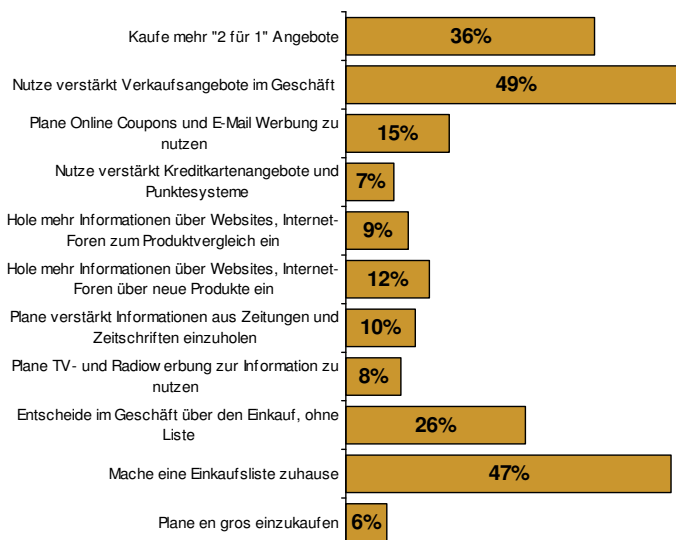 Kaufe mehr "2 für 1" Angebote
36%
Nutze verstärkt Verkaufsangebote im Geschäft
49%
Plane Online Coupons und E-Mail Werbung zu
nutzen
15%
Nutze verstärkt Kreditkartenangebote und
Punktesysteme
7%
Hole mehr Informationen über Websites, Internet-
Foren zum Produktvergleich ein
9%
Hole mehr Informationen über Websites, Internet-
Foren über neue Produkte ein
12%
Plane verstärkt Informationen aus Zeitungen und
Zeitschriften einzuholen
10%
Plane TV- und Radiowerbung zur Information zu
nutzen
8%
Entscheide im Geschäft über den Einkauf, ohne
Liste
26%
Mache eine Einkaufsliste zuhause
47%
Plane en gros einzukaufen
6%